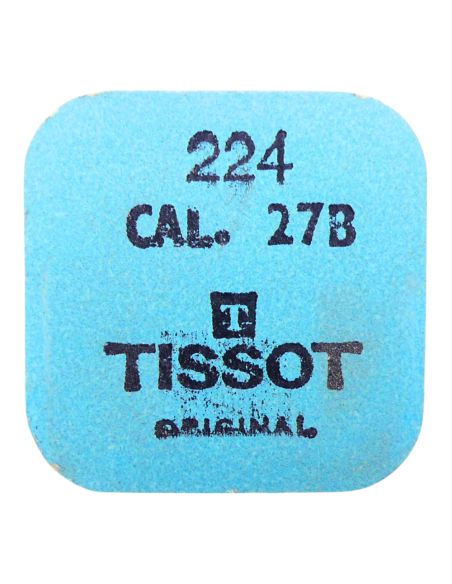 224
CAL. 27B
T
TISSOT
ORIGINAL